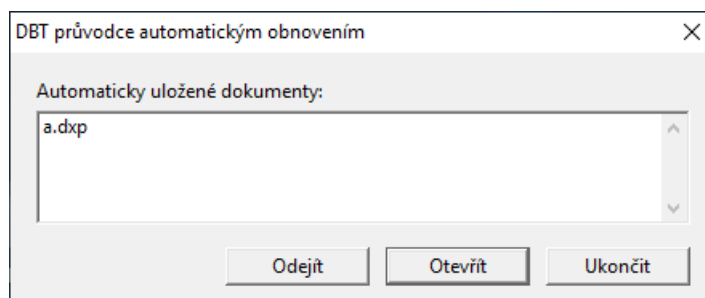 DBT průvodce automatickým obnovením
Automaticky uložené dokumenty:
a.dxp
Odejít Otevřít Ukončit